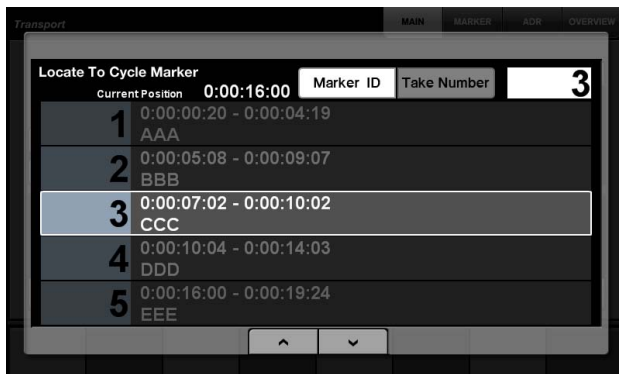 Transport MAIN MARKER ADR OVERVIEW
Locate To Cycle Marker
Current Position 0:00:16:00 Marker ID Take Number 3
1 0:00:00:20 - 0:00:04:19
AAA
2 0:00:05:08 - 0:00:09:07
BBB
3 0:00:07:02 - 0:00:10:02
CCC
4 0:00:10:04 - 0:00:14:03
DDD
5 0:00:16:00 - 0:00:19:24
EEE